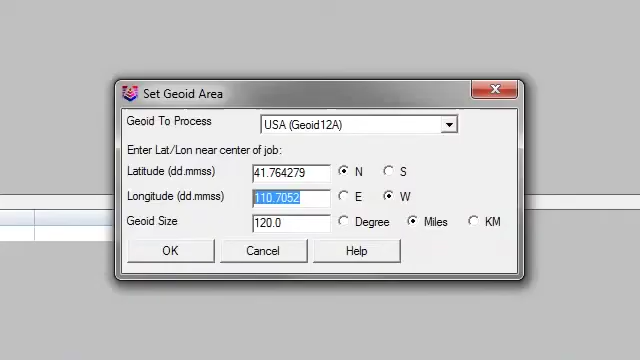 Set Geoid Area
Geoid To Process USA (Geoid12A)
Enter Lat/Lon near center of job:
Latitude (dd.mmss) 41.764279 N S
Longitude (dd.mmss) 110.7052 E W
Geoid Size 120.0 Degree Miles KM
OK Cancel Help